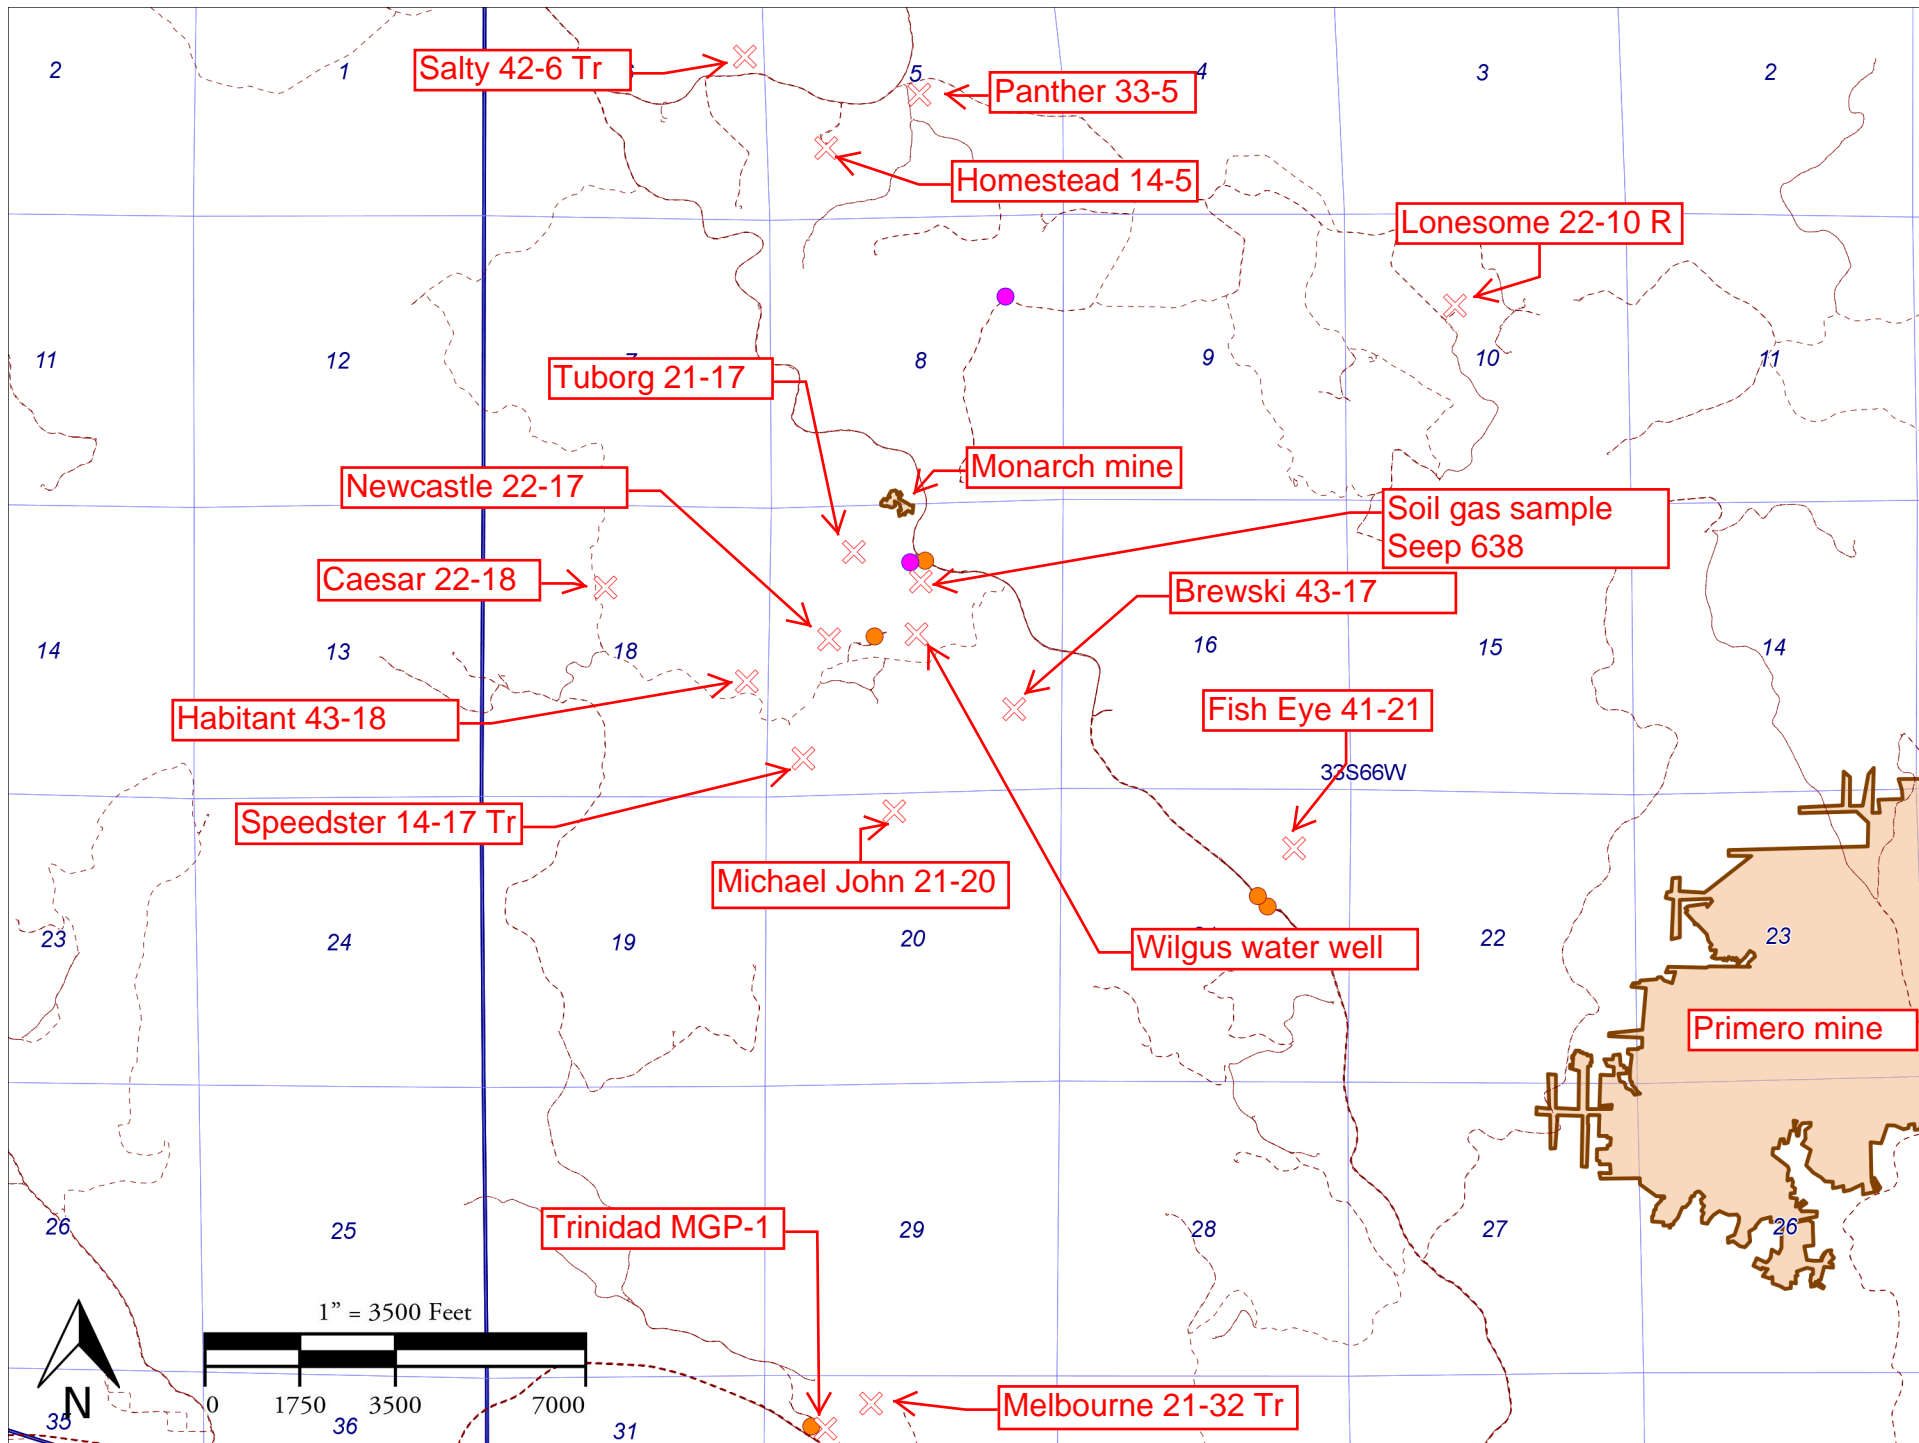 2
1
5
4
3
2
Salty 42-6 Tr
Panther 33-5
Homestead 14-5
Lonesome 22-10 R
11
12
7
8
9
10
11
Tuborg 21-17
Monarch mine
Newcastle 22-17
Soil gas sample
Seep 638
Caesar 22-18
Brewski 43-17
14
13
18
16
15
14
Habitant 43-18
Fish Eye 41-21
33S66W
Speedster 14-17 Tr
Michael John 21-20
23
24
19
20
Wilgus water well
22
23
Primero mine
26
25
Trinidad MGP-1
29
28
27
26
1” = 3500 Feet
0 1750 3500 7000
N
35
36
31
Melbourne 21-32 Tr